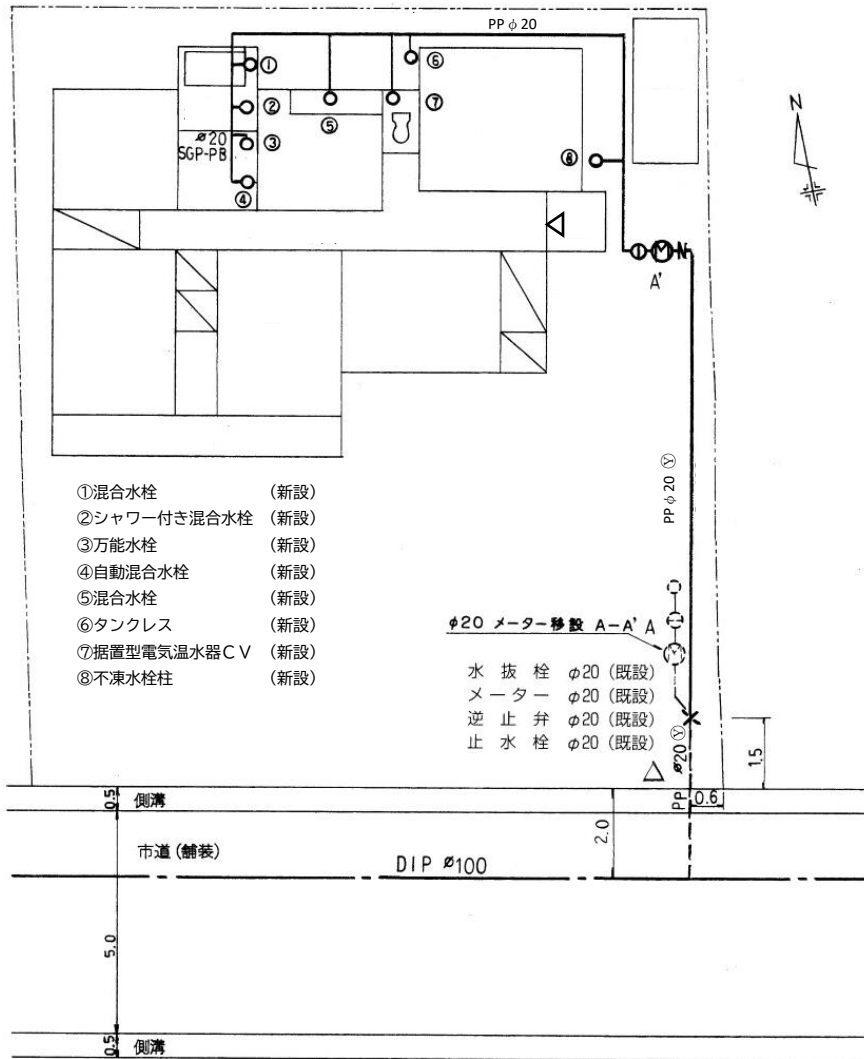 PP φ 20
①
⑥
②
⑤
⑦
φ20
SGP-PB
③
⑧
④
N
M N
A'
PP φ 20 Ⓨ
①混合水栓 (新設)
②シャワー付き混合水栓 (新設)
③万能水栓 (新設)
④自動混合水栓 (新設)
⑤混合水栓 (新設)
⑥タンクレス (新設)
⑦据置型電気温水器CV (新設)
⑧不凍水栓柱 (新設)
φ20 メーター移設 A-A' A
M
水抜栓 φ20 (既設)
メーター φ20 (既設)
逆止弁 φ20 (既設)
止水栓 φ20 (既設)
PP φ20 Ⓨ
1.5
0.6
0.5 側溝
2.0
市道(舗装)
DIP φ100
5.0
0.5 側溝